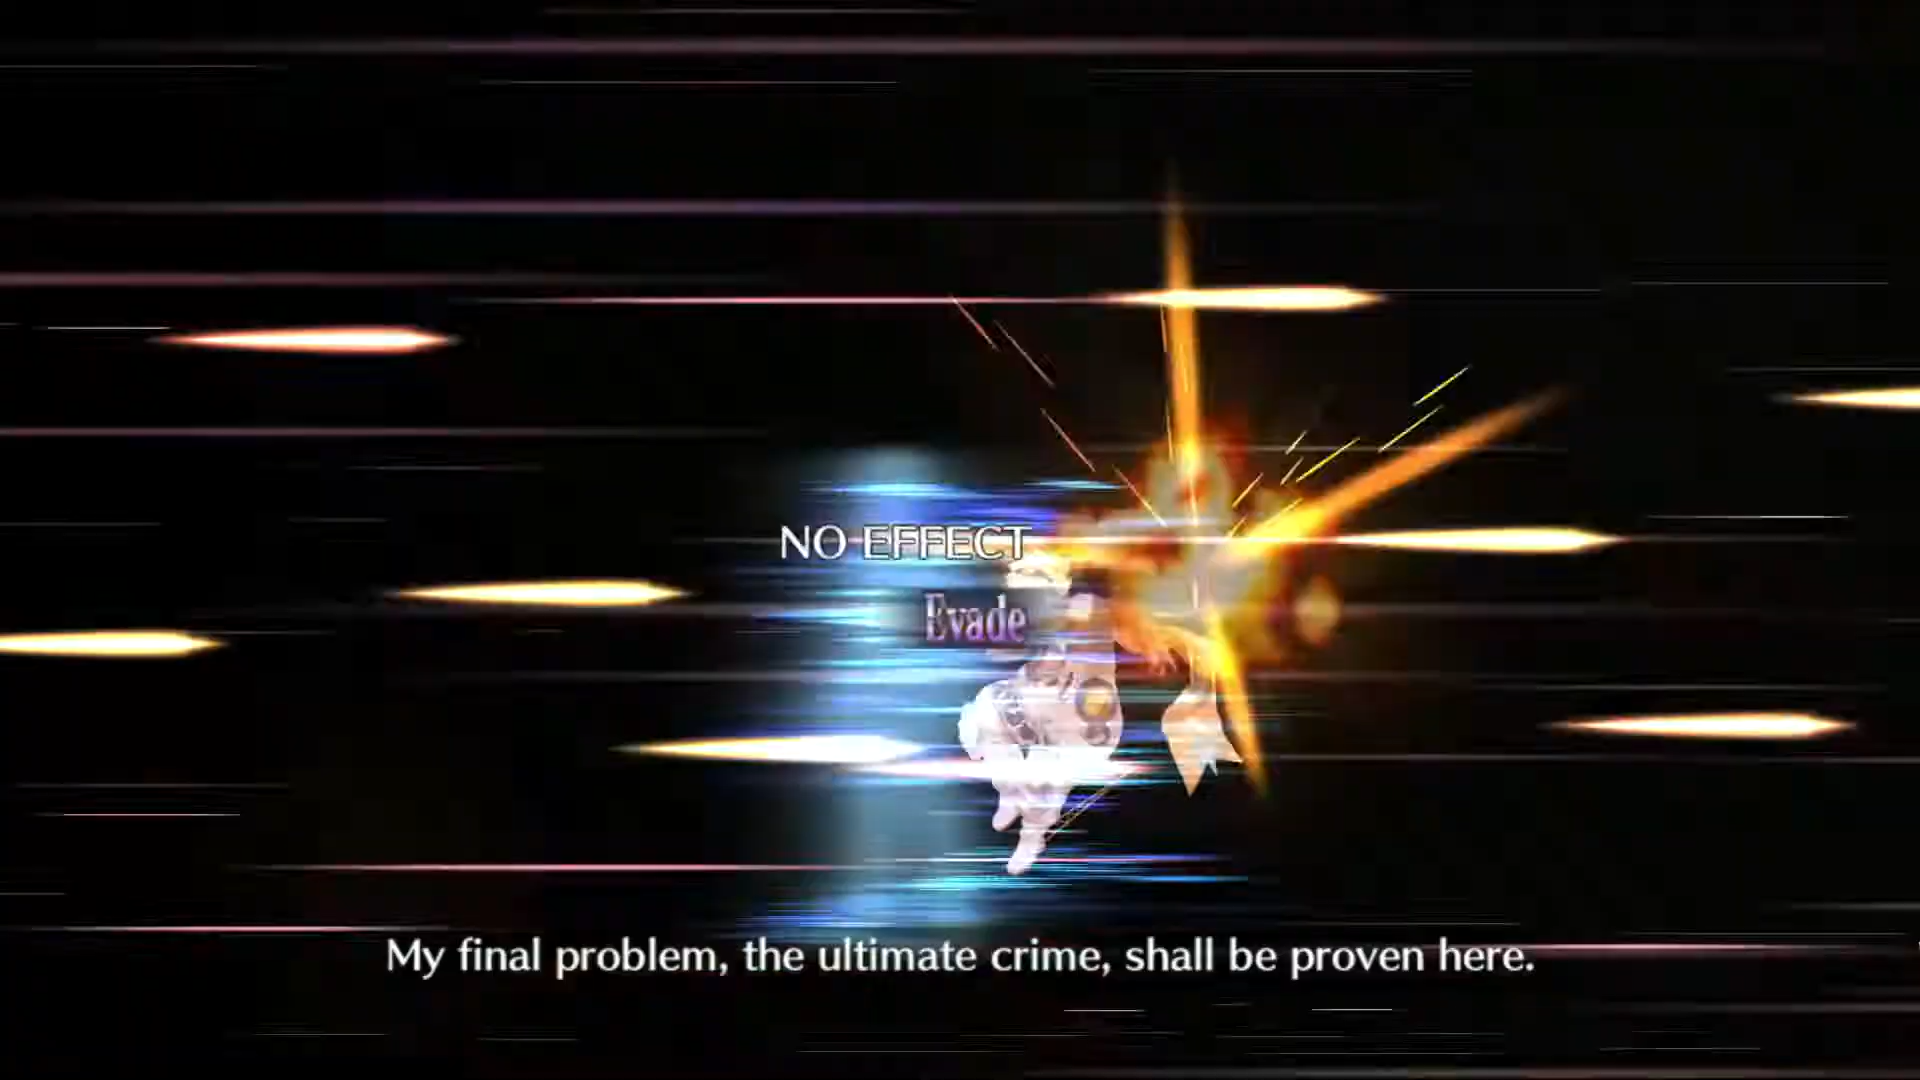 NO EFFECT
Evade
My final problem, the ultimate crime, shall be proven here.